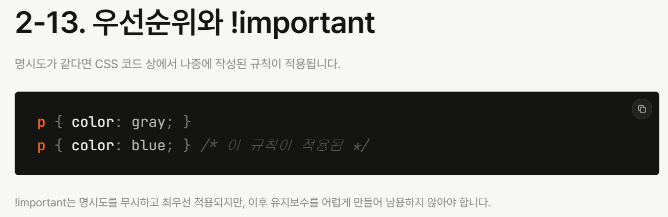 2-13. 우선순위와 !important
명시도가 같다면 CSS 코드 상에서 나중에 작성된 규칙이 적용됩니다.
p { color: gray; }
p { color: blue; } /* 이 규칙이 적용됨 */
!important는 명시도를 무시하고 최우선 적용되지만, 이후 유지보수를 어렵게 만들어 남용하지 않아야 합니다.